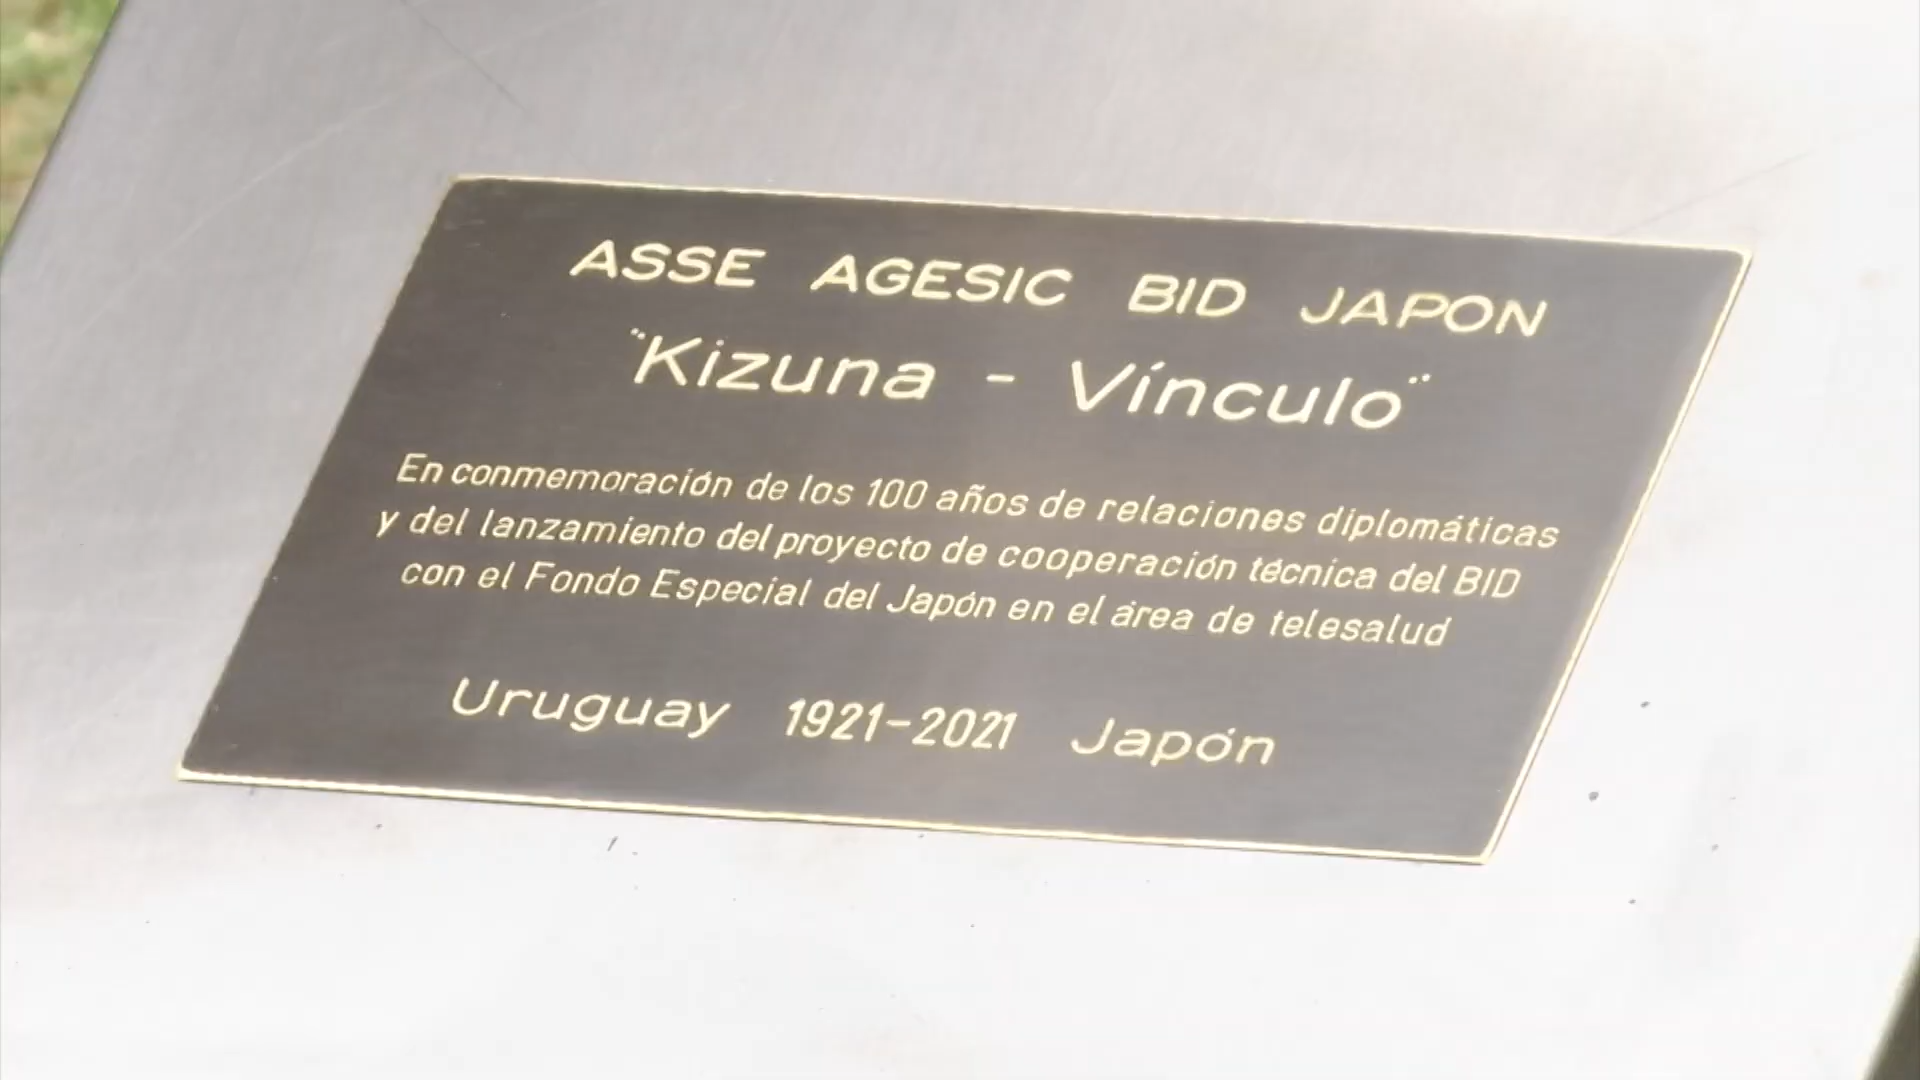 ASSE AGESIC BID JAPON
"Kizuna - Vínculo"
En conmemoración de los 100 años de relaciones diplomáticas
y del lanzamiento del proyecto de cooperación técnica del BID
con el Fondo Especial del Japón en el área de telesalud
Uruguay 1921-2021 Japón